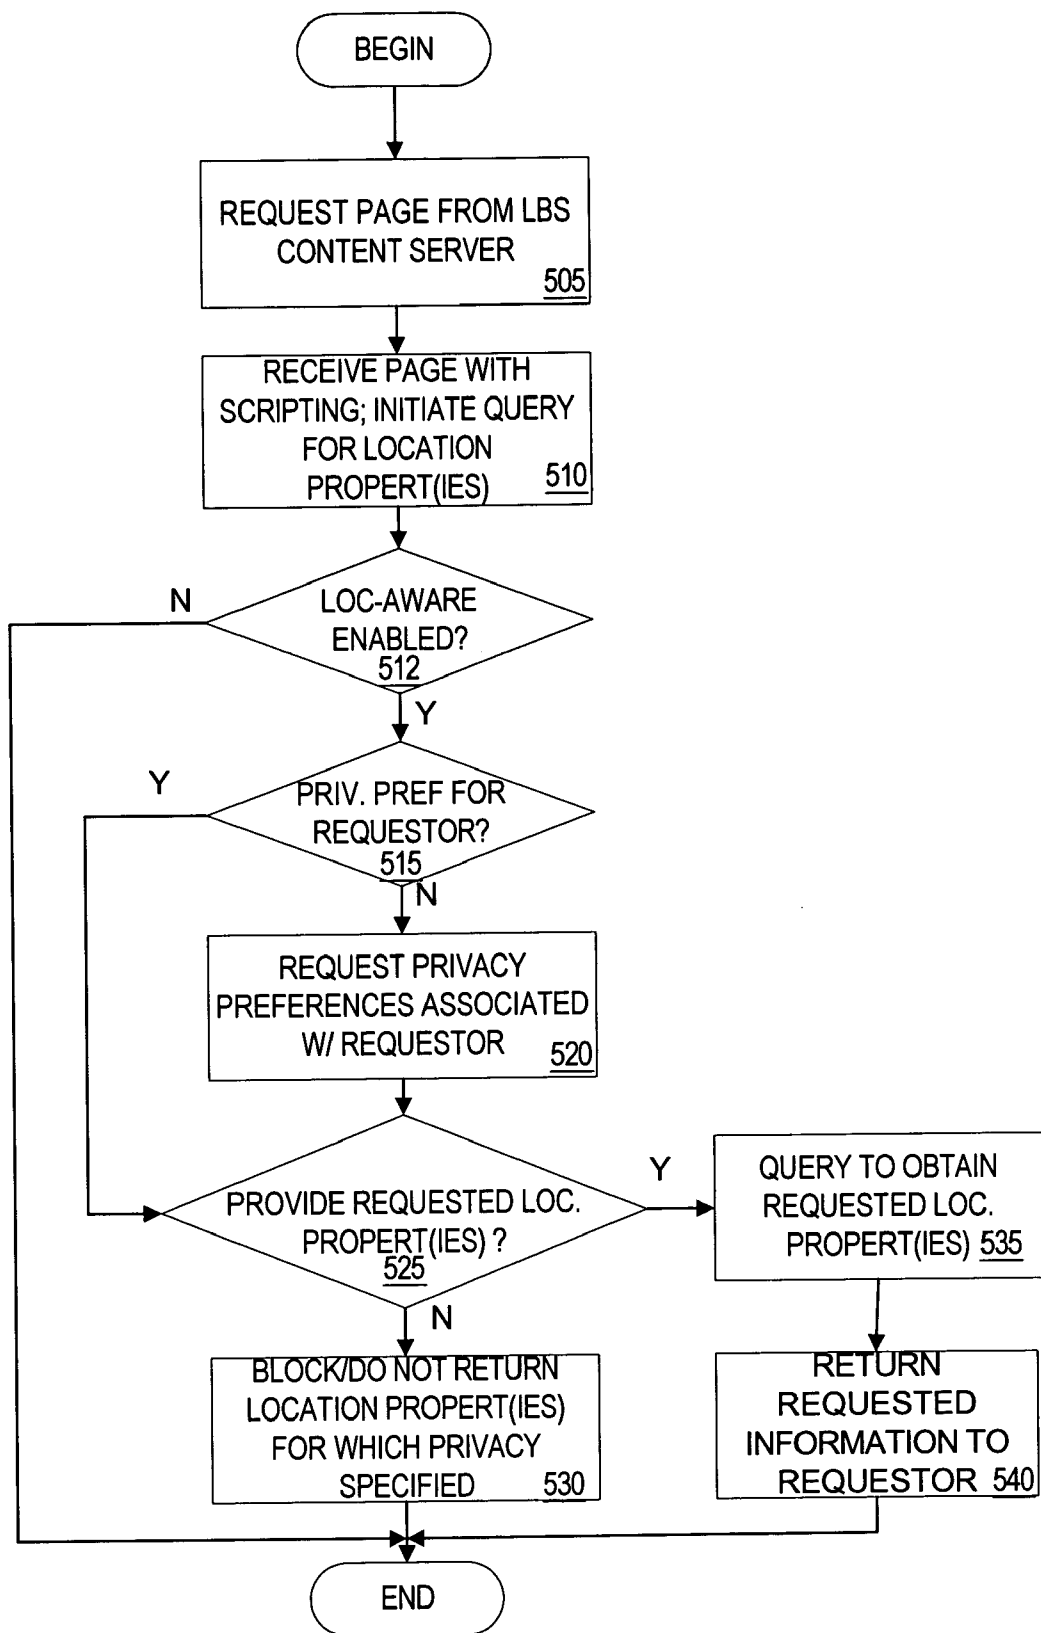 BEGIN
REQUEST PAGE FROM LBS
CONTENT SERVER
505
RECEIVE PAGE WITH
SCRIPTING; INITIATE QUERY
FOR LOCATION
PROPERT(IES)
510
N
LOC-AWARE
ENABLED?
512
Y
Y
PRIV. PREF FOR
REQUESTOR?
515
N
REQUEST PRIVACY
PREFERENCES ASSOCIATED
W/ REQUESTOR
520
PROVIDE REQUESTED LOC.
PROPERT(IES) ?
525
Y
QUERY TO OBTAIN
REQUESTED LOC.
PROPERT(IES) 535
N
BLOCK/DO NOT RETURN
LOCATION PROPERT(IES)
FOR WHICH PRIVACY
SPECIFIED
530
RETURN
REQUESTED
INFORMATION TO
REQUESTOR 540
END